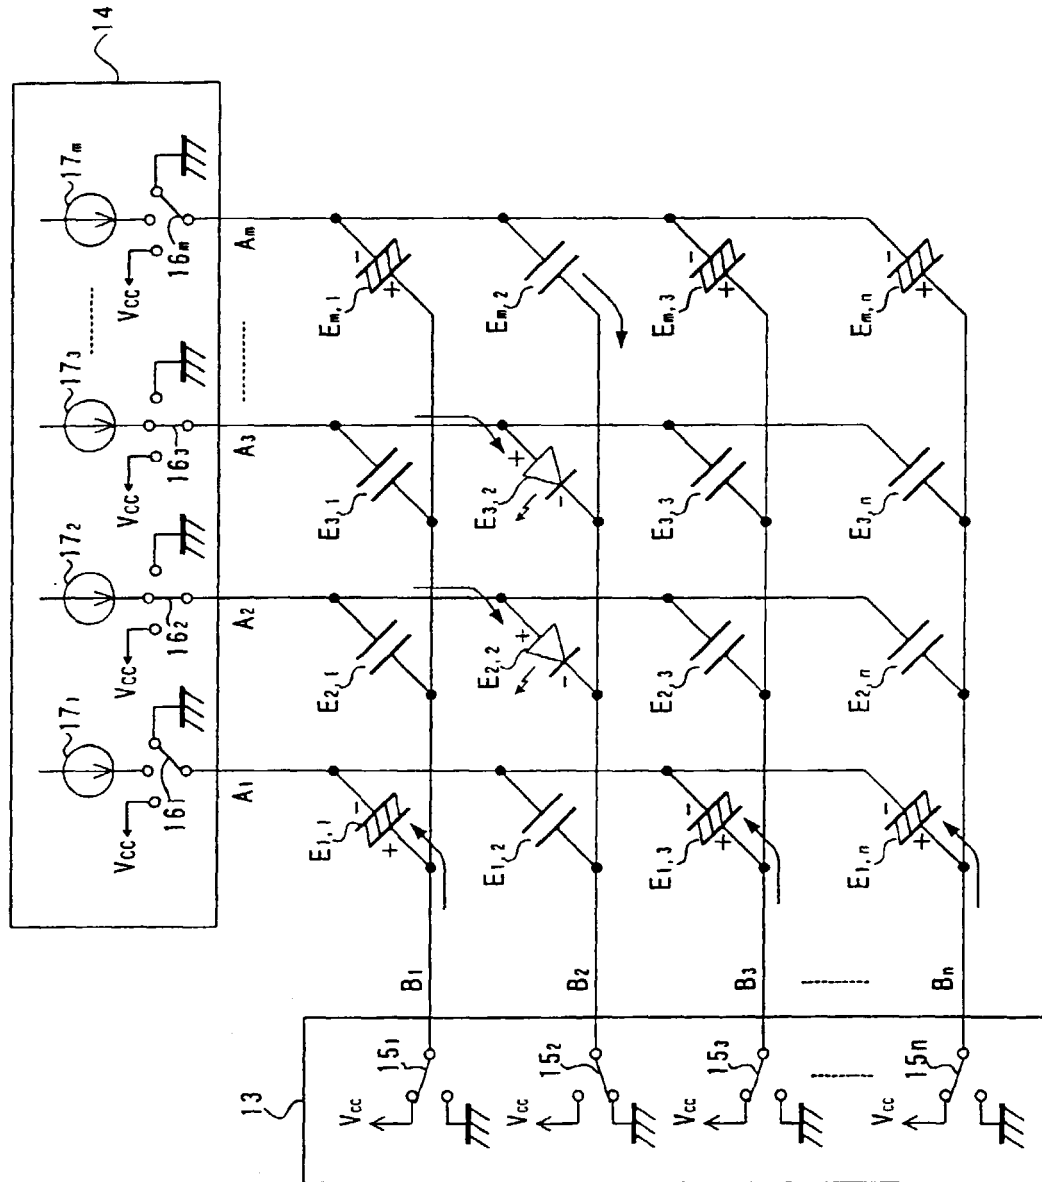 14
17₁ 17₂ 17₃ 17ₘ
Vcc Vcc Vcc Vcc
16₁ 16₂ 16₃ 16ₘ
A₁ A₂ A₃ Aₘ
E₁,₁ E₂,₁ E₃,₁ Eₘ,₁
- -
+ +
B₁
E₁,₂ E₂,₂ E₃,₂ Eₘ,₂
+ +
- -
B₂
E₁,₃ E₂,₃ E₃,₃ Eₘ,₃
- -
+ +
B₃
E₁,ₙ E₂,ₙ E₃,ₙ Eₘ,ₙ
- -
+ +
Bₙ
13
Vcc 15₁
Vcc 15₂
Vcc 15₃
Vcc 15ₙ